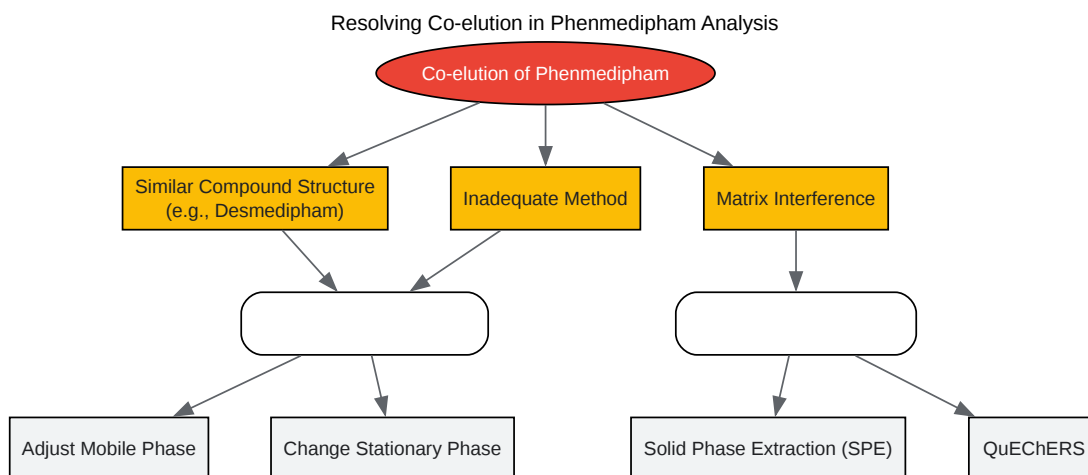 Resolving Co-elution in Phenmedipham Analysis
Co-elution of Phenmedipham
Similar Compound Structure
(e.g., Desmedipham)
Inadequate Method
Matrix Interference
Adjust Mobile Phase
Change Stationary Phase
Solid Phase Extraction (SPE)
QuEChERS